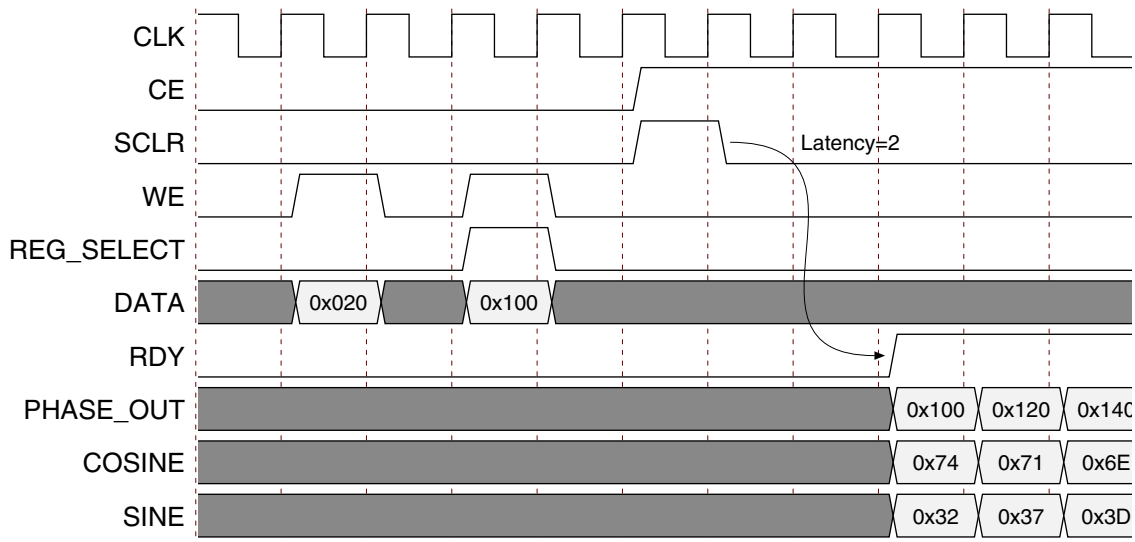 CLK
CE
SCLR Latency=2
WE
REG_SELECT
DATA 0x020 0x100
RDY
PHASE_OUT 0x100 0x120 0x140
COSINE 0x74 0x71 0x6E
SINE 0x32 0x37 0x3D